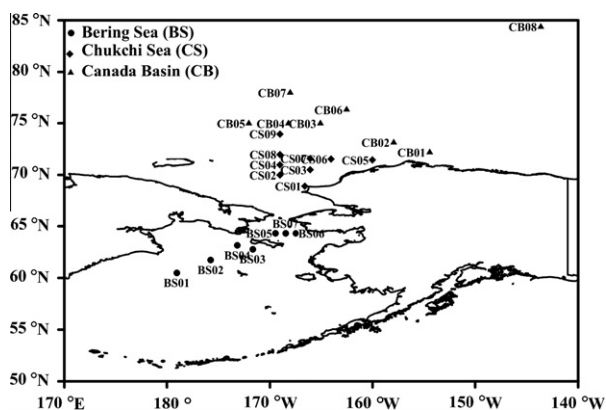 85 °N
Bering Sea (BS)
CB08
Chukchi Sea (CS)
Canada Basin (CB)
80 °N
CB07
CB06
75 °N
CB05 CB04 CB03
CS09
CB02
CS08 CS07 CS06 CS05 CB01
CS04 CS03
CS02
70 °N
CS01
65 °N
BS07
BS05 BS06
BS04
BS03
BS02
60 °N
BS01
55 °N
50 °N
170 °E 180 ° 170 °W 160 °W 150 °W 140 °W